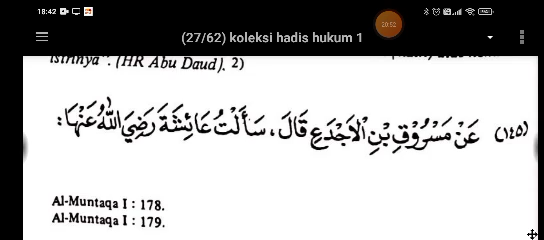 18:42
20:52
(27/62) koleksi hadis hukum 1
istrinya". (HR Abu Daud). 2)
(١٤٥) عَنْ مَسْرُوْقِ بْنِ الْاَجْدَعِ قَالَ، سَأَلْتُ عَائِشَةَ رَضِيَ اللهُ عَنْهَا:
Al-Muntaqa I : 178.
Al-Muntaqa I : 179.